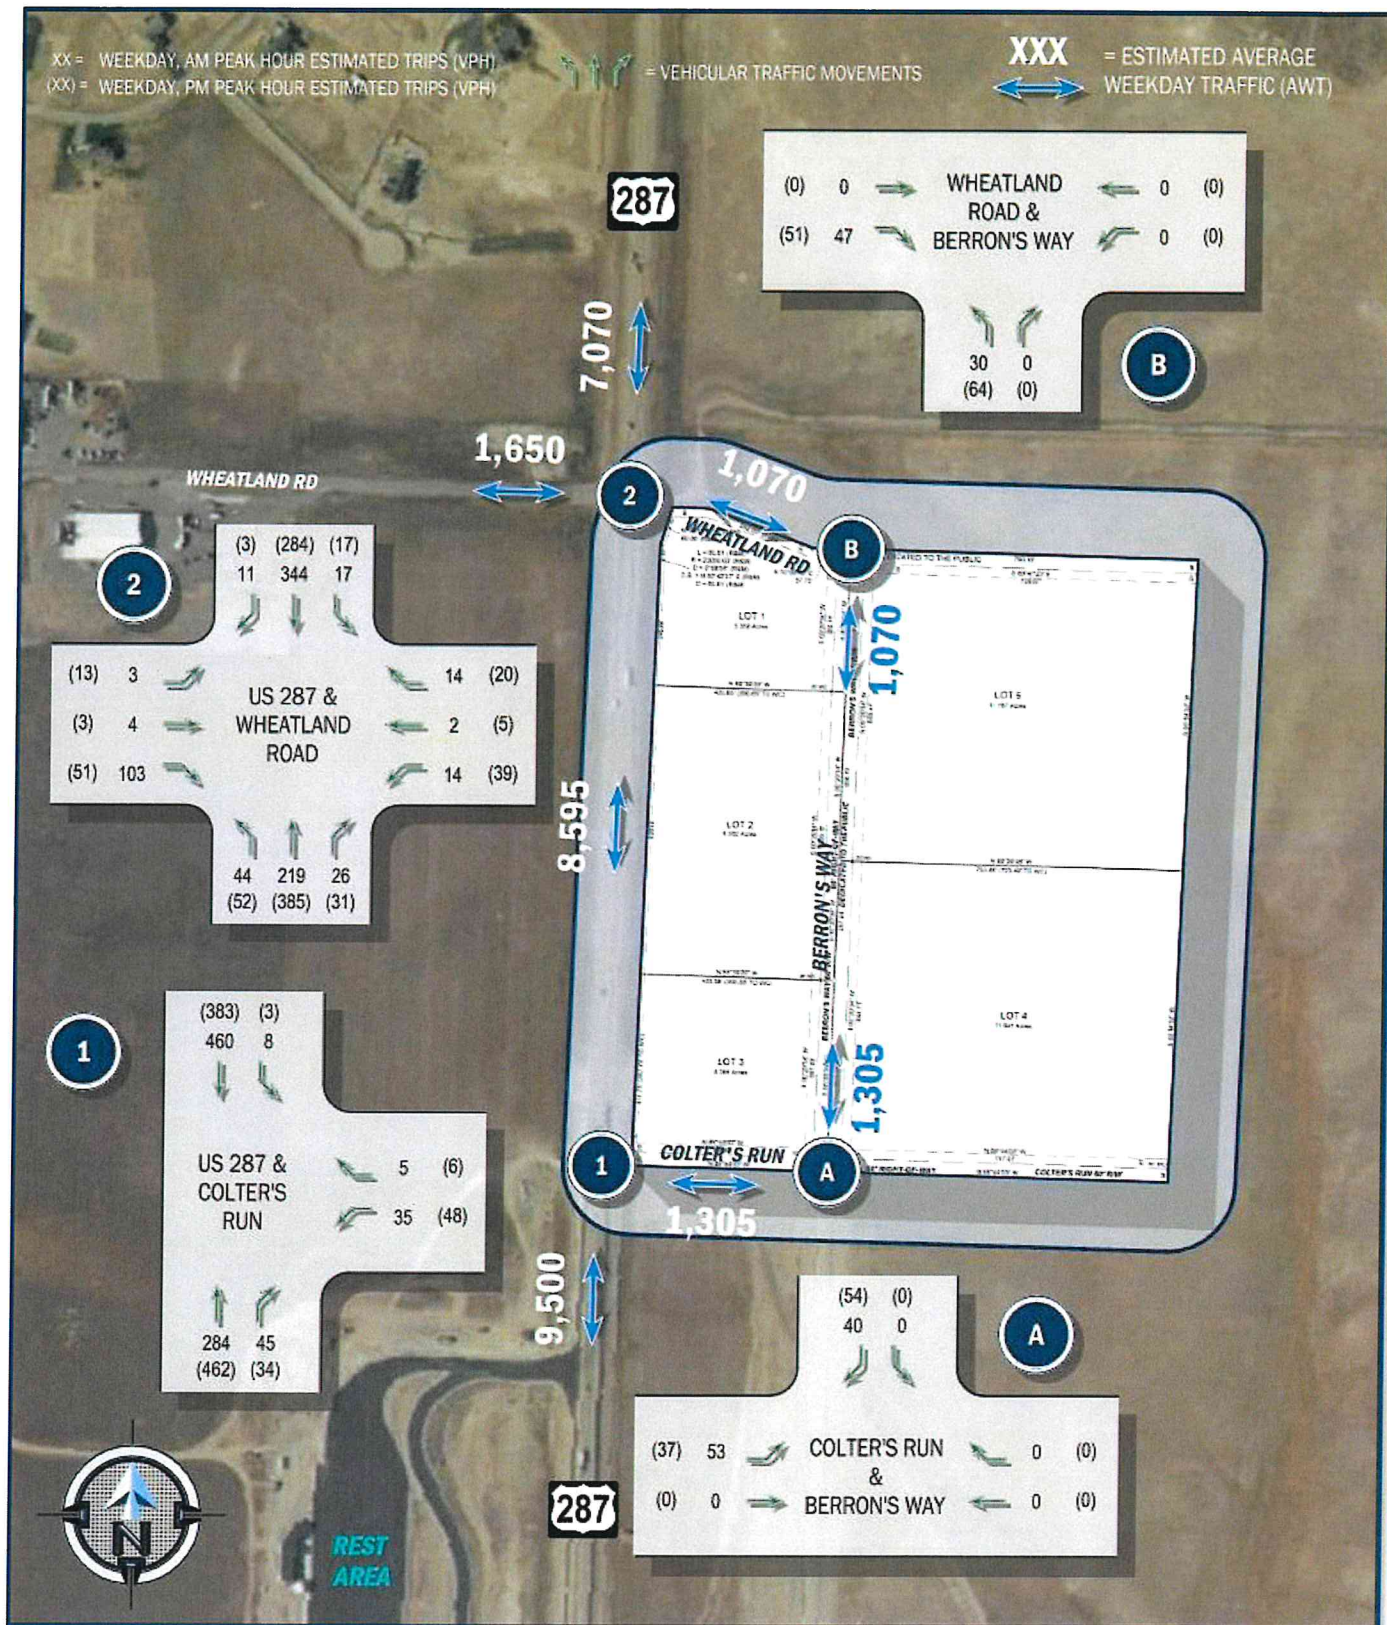 XX = WEEKDAY, AM PEAK HOUR ESTIMATED TRIPS (VPH)
(XX) = WEEKDAY, PM PEAK HOUR ESTIMATED TRIPS (VPH)
= VEHICULAR TRAFFIC MOVEMENTS
XXX = ESTIMATED AVERAGE
WEEKDAY TRAFFIC (AWT)
287
7,070
(0) 0 WHEATLAND 0 (0)
ROAD &
(51) 47 BERRON'S WAY 0 (0)
30 0
(64) (0)
B
1,650
WHEATLAND RD
2
1,070
WHEATLAND RD
B
2
(3) (284) (17)
11 344 17
(13) 3 14 (20)
US 287 &
(3) 4 WHEATLAND 2 (5)
ROAD
(51) 103 14 (39)
44 219 26
(52) (385) (31)
8,595
LOT 1
1,070
LOT 5
LOT 2
BERRON'S WAY
LOT 3
LOT 4
1,305
1
(383) (3)
460 8
US 287 &
COLTER'S
RUN
5 (6)
35 (48)
284 45
(462) (34)
1
COLTER'S RUN
A
1,305
9,500
(54) (0)
40 0
A
(37) 53 COLTER'S RUN 0 (0)
&
(0) 0 BERRON'S WAY 0 (0)
287
REST
AREA
N